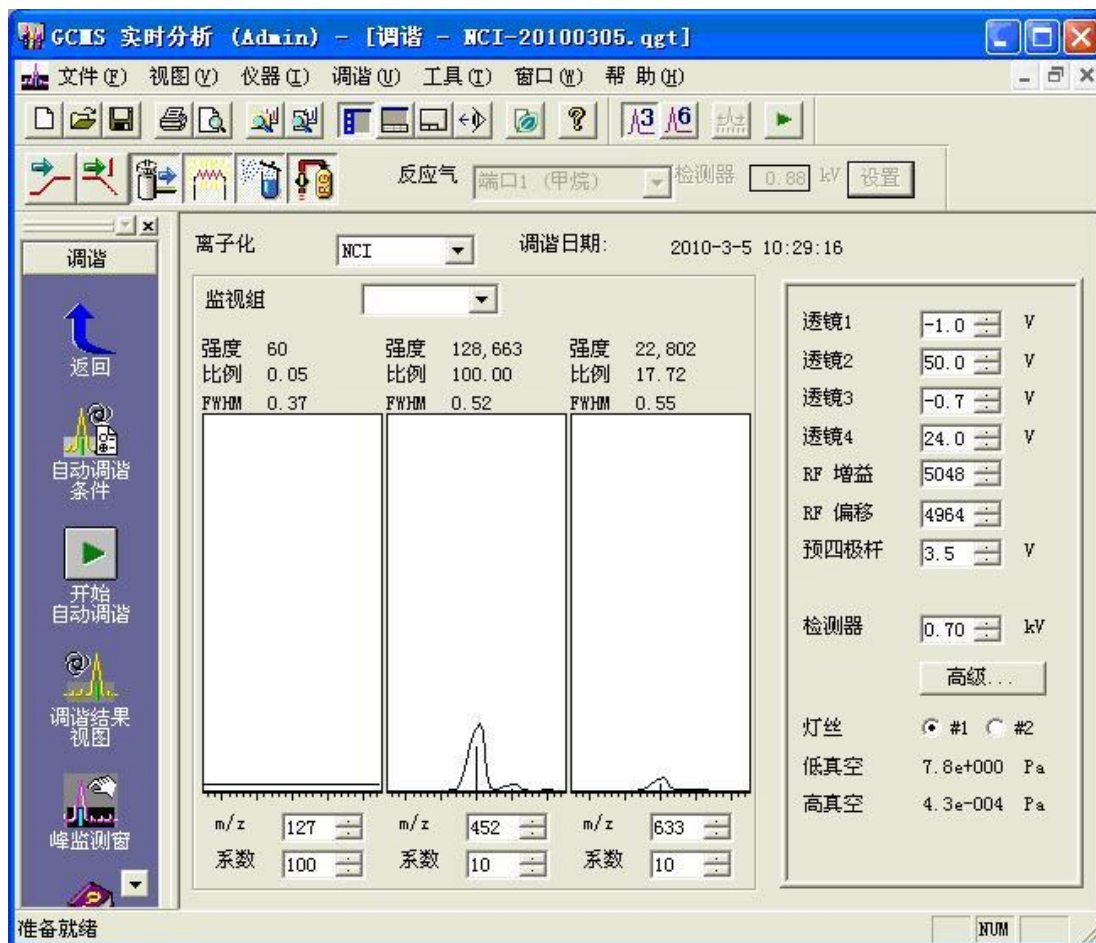 GCMS 实时分析 (Admin) - [调谐 - NCI-20100305.qgt]
文件(F) 视图(V) 仪器(I) 调谐(U) 工具(T) 窗口(W) 帮 助(H)
反应气 端口1 (甲烷) 检测器 0.88 kV 设置
调谐
返回
自动调谐
条件
开始
自动调谐
调谐结果
视图
峰监测窗
离子化 NCI 调谐日期: 2010-3-5 10:29:16
监视组
强度 60 强度 128,663 强度 22,802
比例 0.05 比例 100.00 比例 17.72
FWHM 0.37 FWHM 0.52 FWHM 0.55
m/z 127 m/z 452 m/z 633
系数 100 系数 10 系数 10
透镜1 -1.0 V
透镜2 50.0 V
透镜3 -0.7 V
透镜4 24.0 V
RF 增益 5048
RF 偏移 4964
预四极杆 3.5 V
检测器 0.70 kV
高级...
灯丝 #1 #2
低真空 7.8e+000 Pa
高真空 4.3e-004 Pa
准备就绪 NUM